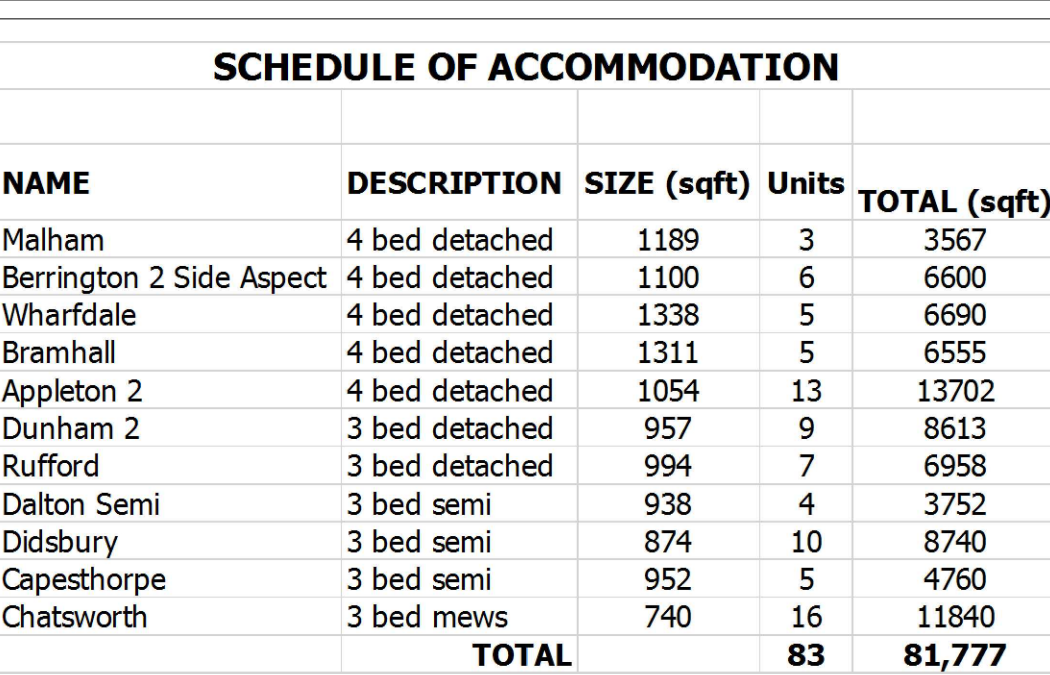 SCHEDULE OF ACCOMMODATION
NAME DESCRIPTION SIZE (sqft) Units TOTAL (sqft)
Malham 4 bed detached 1189 3 3567
Berrington 2 Side Aspect 4 bed detached 1100 6 6600
Wharfdale 4 bed detached 1338 5 6690
Bramhall 4 bed detached 1311 5 6555
Appleton 2 4 bed detached 1054 13 13702
Dunham 2 3 bed detached 957 9 8613
Rufford 3 bed detached 994 7 6958
Dalton Semi 3 bed semi 938 4 3752
Didsbury 3 bed semi 874 10 8740
Capesthorpe 3 bed semi 952 5 4760
Chatsworth 3 bed mews 740 16 11840
TOTAL 83 81,777